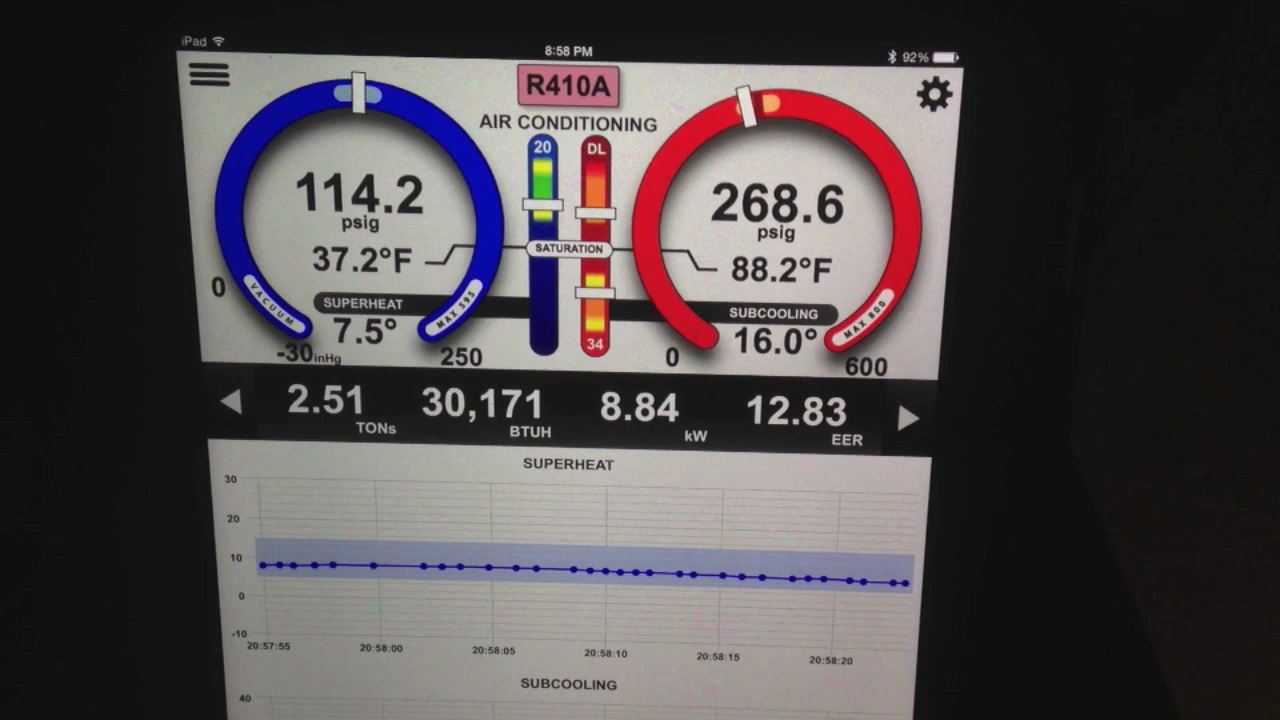 iPad
8:58 PM
92%
R410A
AIR CONDITIONING
20
DL
114.2
psig
37.2°F
268.6
psig
88.2°F
SATURATION
0
VACUUM
MAX 595
SUPERHEAT
7.5°
-30inHg
250
34
SUBCOOLING
16.0°
MAX 800
0
600
2.51
TONs
30,171
BTUH
8.84
kW
12.83
EER
SUPERHEAT
30
20
10
0
-10
20:57:55
20:58:00
20:58:05
20:58:10
20:58:15
20:58:20
SUBCOOLING
40